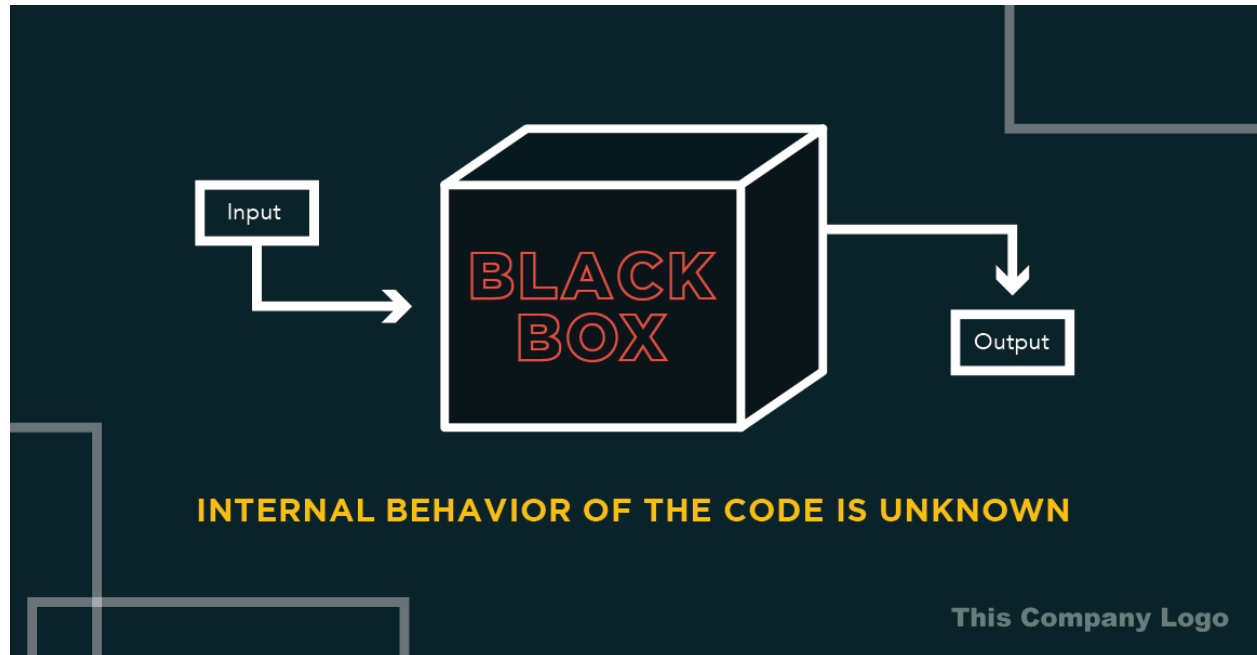 Input
BLACK
BOX
Output
INTERNAL BEHAVIOR OF THE CODE IS UNKNOWN
This Company Logo